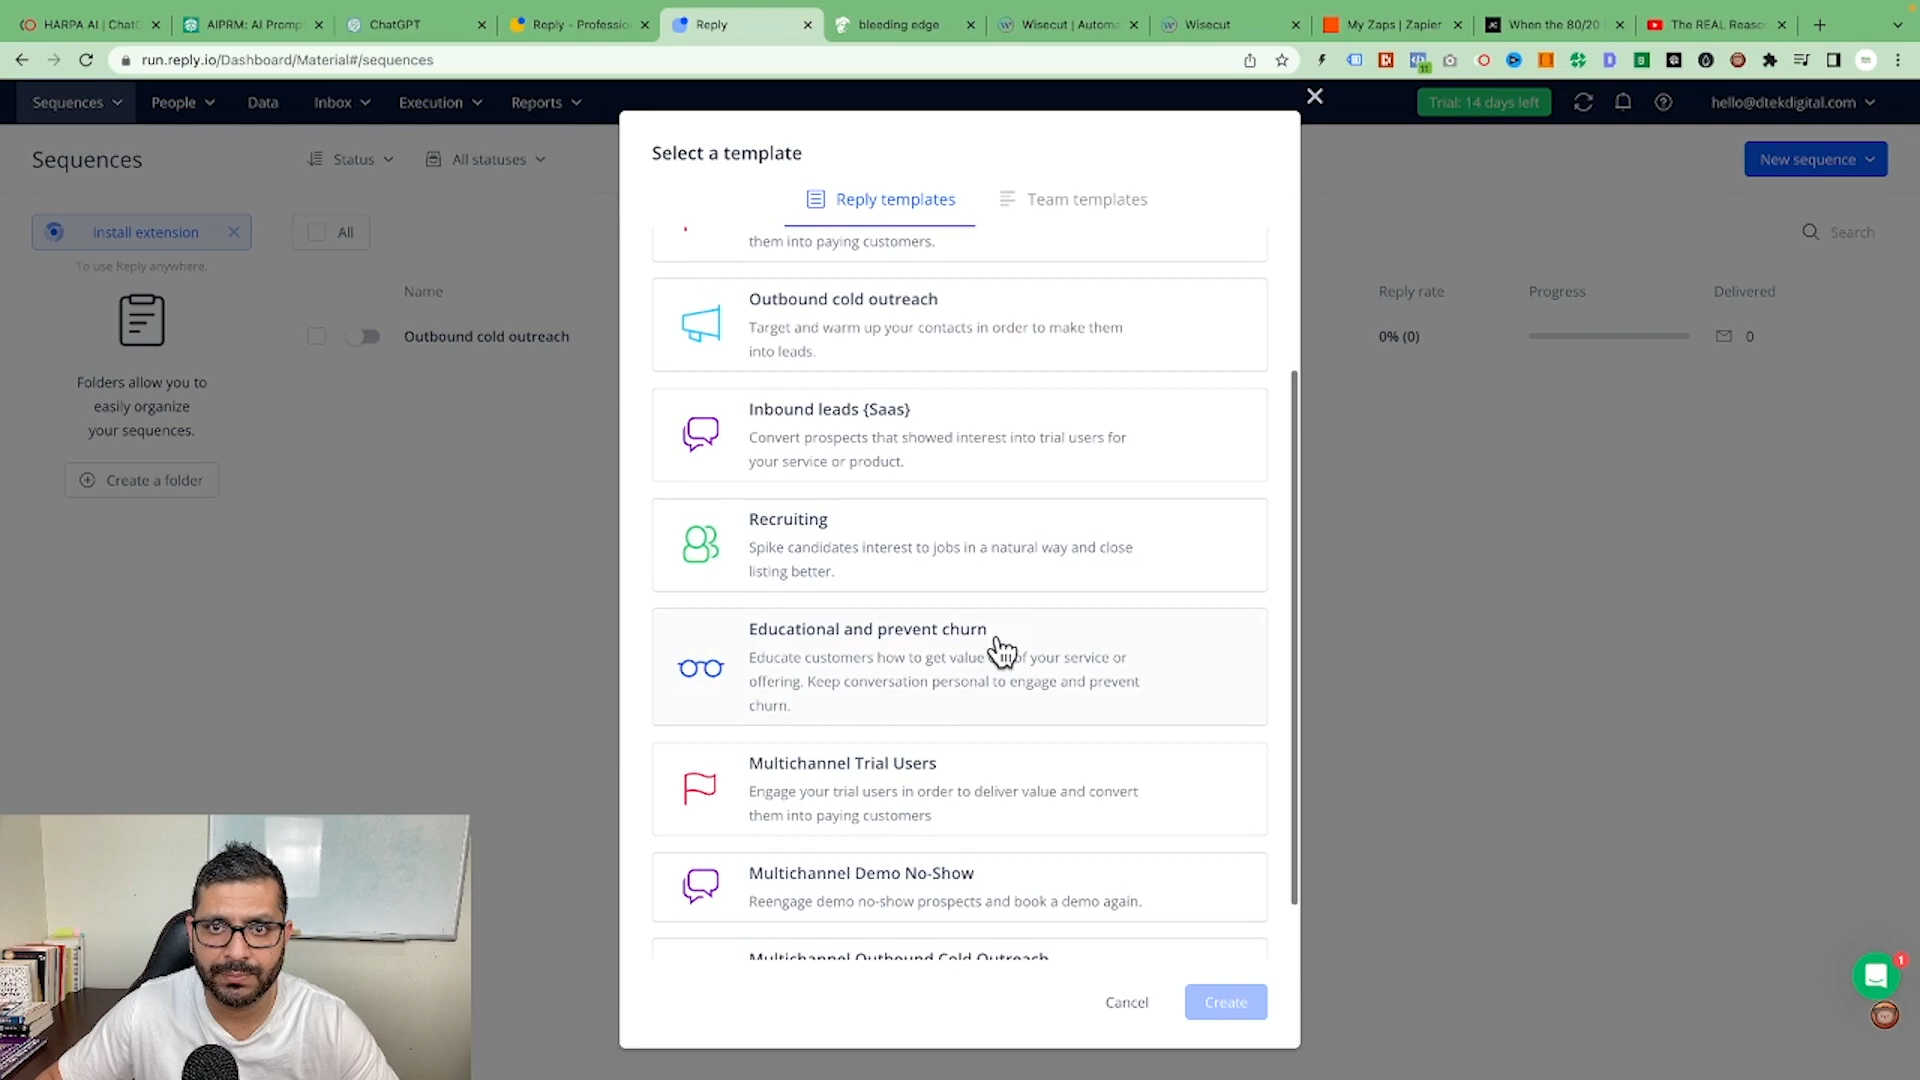 HARPA AI | Chat
AIPRM: AI Promp
ChatGPT
Reply - Professio
Reply
bleeding edge
Wisecut | Automa
Wisecut
My Zaps | Zapier
When the 80/20
The REAL Reaso
run.reply.io/Dashboard/Material#/sequences
11
Sequences
People
Data
Inbox
Execution
Reports
Trial: 14 days left
hello@dtekdigital.com
Sequences
Status
All statuses
New sequence
Install extension
All
Search
To use Reply anywhere.
Name
Reply rate
Progress
Delivered
Outbound cold outreach
0% (0)
0
Folders allow you to
easily organize
your sequences.
Create a folder
Select a template
Reply templates
Team templates
them into paying customers.
Outbound cold outreach
Target and warm up your contacts in order to make them
into leads.
Inbound leads {Saas}
Convert prospects that showed interest into trial users for
your service or product.
Recruiting
Spike candidates interest to jobs in a natural way and close
listing better.
Educational and prevent churn
Educate customers how to get value of your service or
offering. Keep conversation personal to engage and prevent
churn.
Multichannel Trial Users
Engage your trial users in order to deliver value and convert
them into paying customers
Multichannel Demo No-Show
Reengage demo no-show prospects and book a demo again.
Multichannel Outbound Cold Outreach
Cancel
Create
1